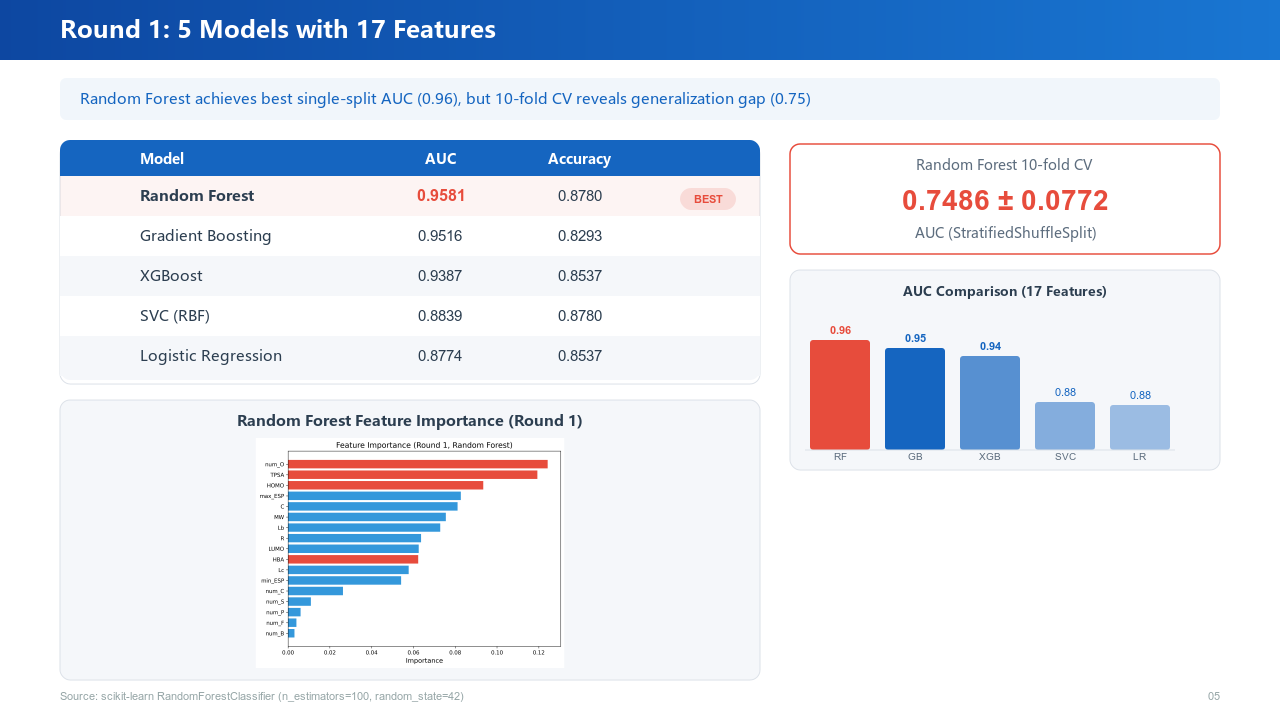 Round 1: 5 Models with 17 Features
Random Forest achieves best single-split AUC (0.96), but 10-fold CV reveals generalization gap (0.75)
Model AUC Accuracy
Random Forest 0.9581 0.8780 BEST
Gradient Boosting 0.9516 0.8293
XGBoost 0.9387 0.8537
SVC (RBF) 0.8839 0.8780
Logistic Regression 0.8774 0.8537
Random Forest 10-fold CV
0.7486 ± 0.0772
AUC (StratifiedShuffleSplit)
AUC Comparison (17 Features)
0.96 0.95 0.94 0.88 0.88
RF GB XGB SVC LR
Random Forest Feature Importance (Round 1)
Feature Importance (Round 1, Random Forest)
num_O
TPSA
HOMO
max_ESP
C
MW
Lb
R
LUMO
HBA
Lc
min_ESP
num_C
num_S
num_P
num_F
num_B
0.00 0.02 0.04 0.06 0.08 0.10 0.12
Importance
Source: scikit-learn RandomForestClassifier (n_estimators=100, random_state=42)
05